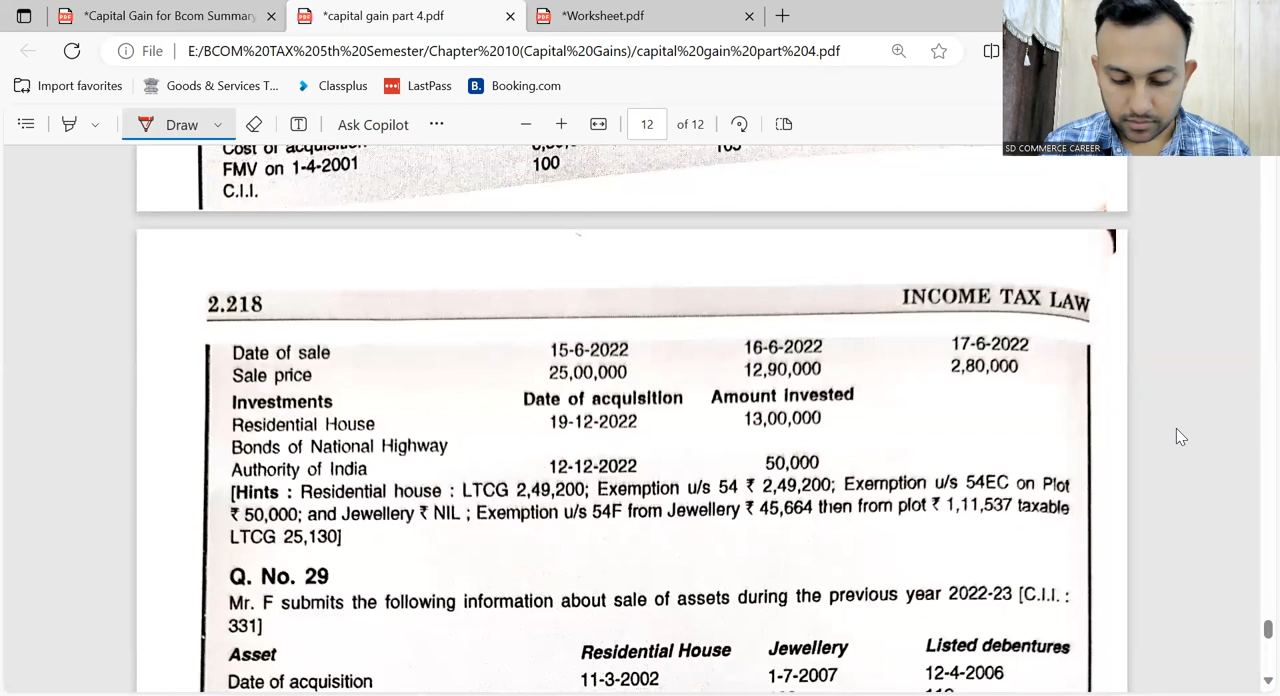 *Capital Gain for Bcom Summary
*capital gain part 4.pdf
*Worksheet.pdf
File
E:/BCOM%20TAX%205th%20Semester/Chapter%2010(Capital%20Gains)/capital%20gain%20part%204.pdf
Import favorites
Goods & Services T...
Classplus
LastPass
B. Booking.com
Draw
Ask Copilot
12 of 12
SD COMMERCE CAREER
Cost of
FMV on 1-4-2001 100
C.I.I.
2.218 INCOME TAX LAW
Date of sale 15-6-2022 16-6-2022 17-6-2022
Sale price 25,00,000 12,90,000 2,80,000
Investments Date of acquisition Amount Invested
Residential House 19-12-2022 13,00,000
Bonds of National Highway
Authority of India 12-12-2022 50,000
[Hints : Residential house : LTCG 2,49,200; Exemption u/s 54 ₹ 2,49,200; Exemption u/s 54EC on Plot
₹ 50,000; and Jewellery ₹ NIL ; Exemption u/s 54F from Jewellery ₹ 45,664 then from plot ₹ 1,11,537 taxable
LTCG 25,130]
Q. No. 29
Mr. F submits the following information about sale of assets during the previous year 2022-23 [C.I.I. :
331]
Asset Residential House Jewellery Listed debentures
Date of acquisition 11-3-2002 1-7-2007 12-4-2006